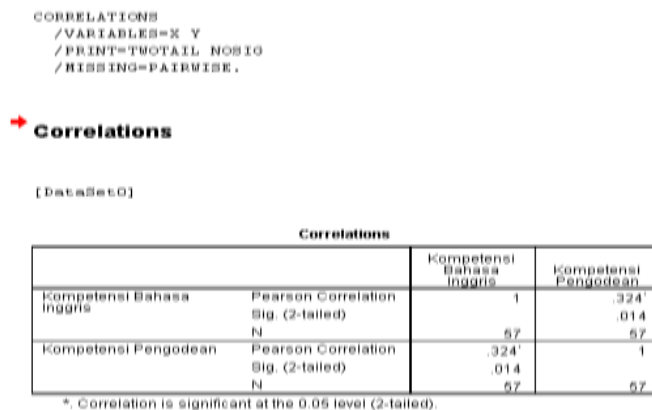 CORRELATIONS
/VARIABLES=X Y
/PRINT=TWOTAIL NOSIG
/MISSING=PAIRWISE.
Correlations
[DataSet0]
Correlations
Kompetensi Bahasa Inggris Kompetensi Pengodean
Kompetensi Bahasa Inggris Pearson Correlation 1 .324*
Sig. (2-tailed) .014
N 57 57
Kompetensi Pengodean Pearson Correlation .324* 1
Sig. (2-tailed) .014
N 57 57
*. Correlation is significant at the 0.05 level (2-tailed).